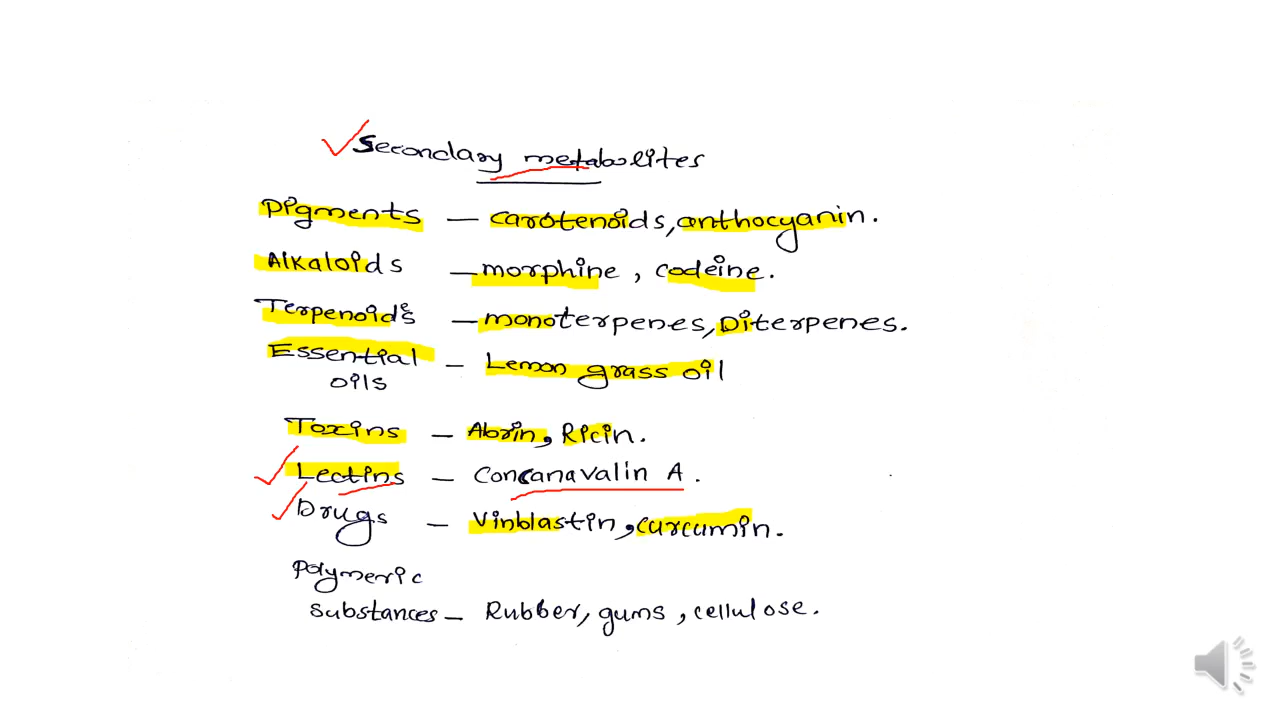 Secondary metabolites
Pigments — carotenoids, anthocyanin.
Alkaloids — morphine, codeine.
Terpenoids — monoterpenes, Diterpenes.
Essential oils — Lemon grass oil
Toxins — Abrin, Ricin.
Lectins — Concanavalin A.
Drugs — Vinblastin, curcumin.
Polymeric
substances — Rubber, gums, cellulose.